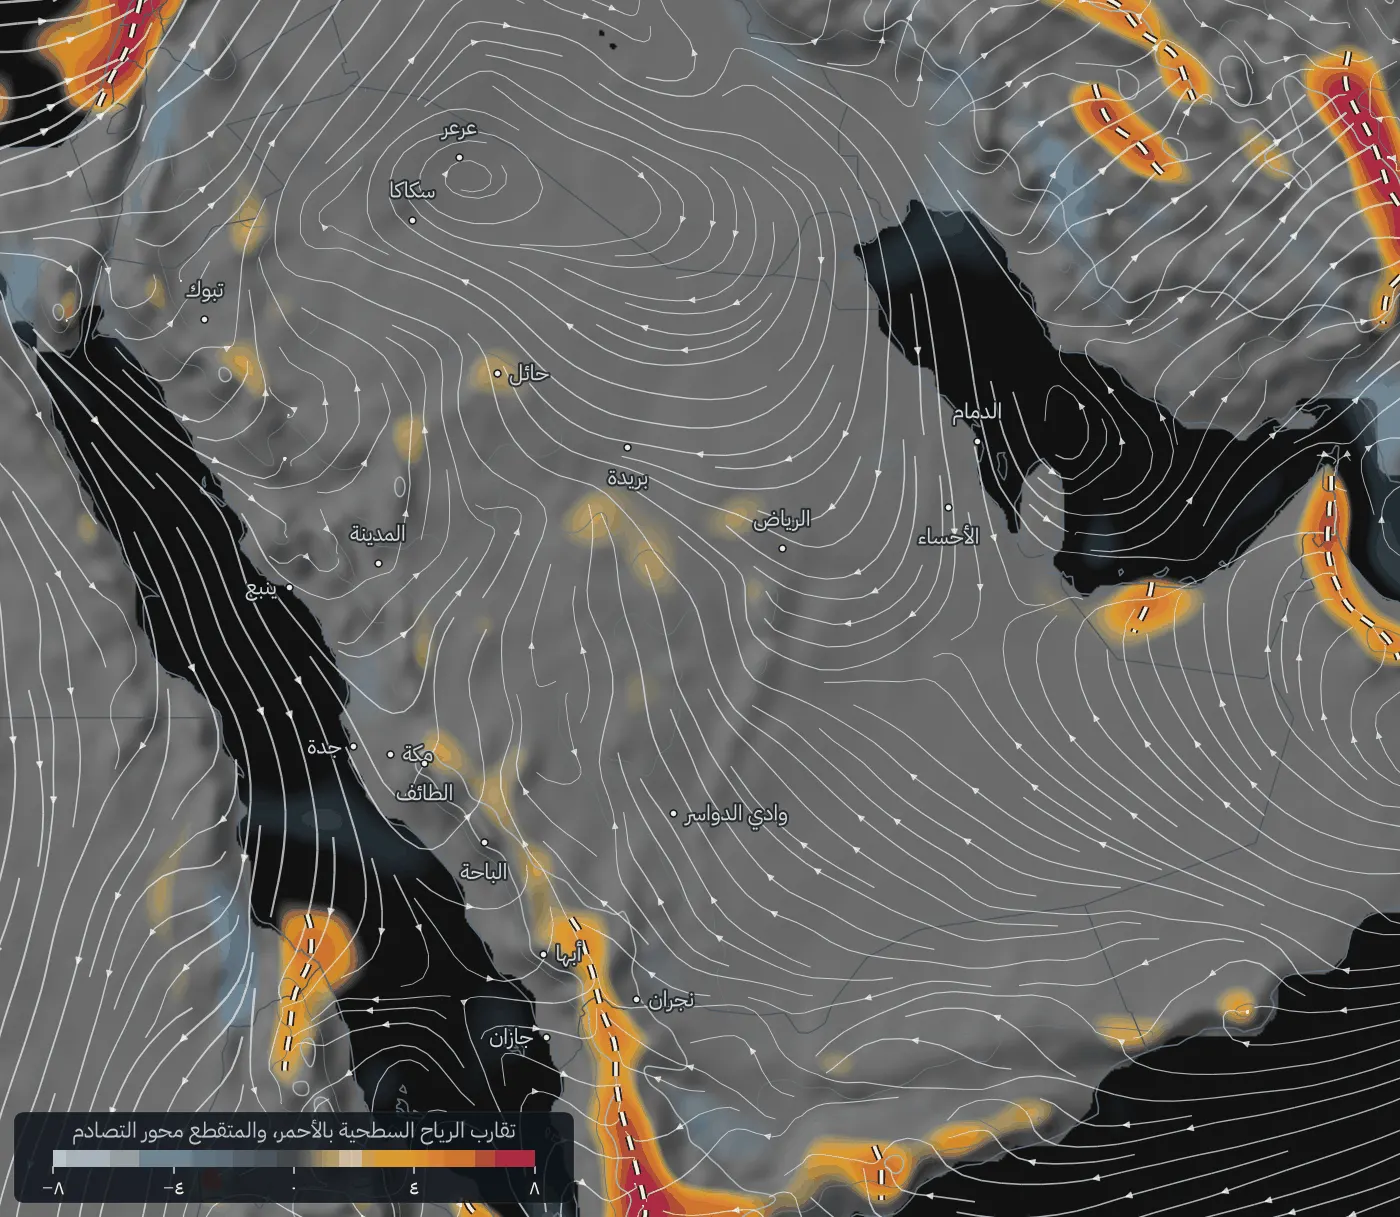 عرعر
سكاكا
تبوك
حائل
الدمام
بريدة
الرياض
الأحساء
المدينة
ينبع
جدة
مكة
الطائف
وادي الدواسر
الباحة
أبها
نجران
جازان
تقارب الرياح السطحية بالأحمر، والمتقطع محور التصادم
−٨ −٤ ٠ ٤ ٨